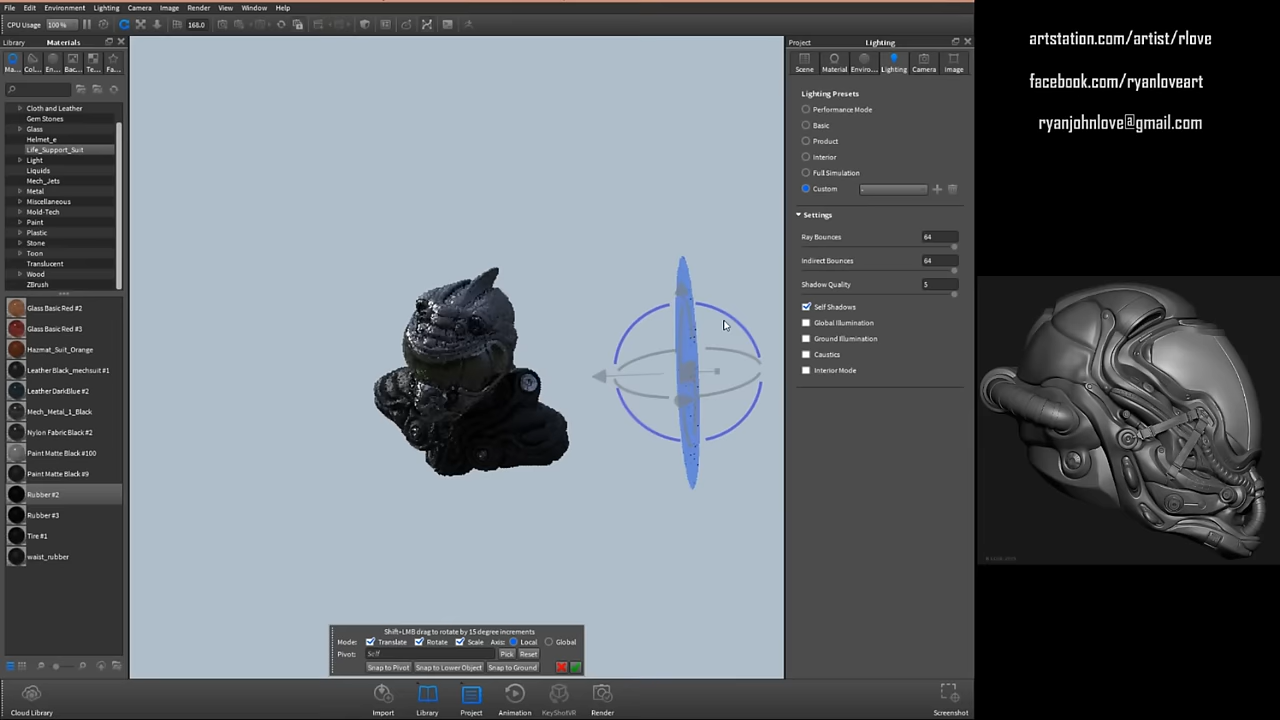 File Edit Environment Lighting Camera Image Render View Window Help
CPU Usage 100% 168.0
Library Materials
Ma... Col... En... Bac... Te... Fa...
Cloth and Leather
Gem Stones
Glass
Helmet_e
Life_Support_Suit
Light
Liquids
Mech_Jets
Metal
Miscellaneous
Mold-Tech
Paint
Plastic
Stone
Toon
Translucent
Wood
ZBrush
Glass Basic Red #2
Glass Basic Red #3
Hazmat_Suit_Orange
Leather Black_mechsuit #1
Leather DarkBlue #2
Mech_Metal_1_Black
Nylon Fabric Black #2
Paint Matte Black #100
Paint Matte Black #9
Rubber #2
Rubber #3
Tire #1
waist_rubber
Cloud Library
Shift+LMB drag to rotate by 15 degree increments
Mode: Translate Rotate Scale Axis: Local Global
Pivot: Self Pick Reset
Snap to Pivot Snap to Lower Object Snap to Ground
Import Library Project Animation KeyShotVR Render
Screenshot
Project Lighting
Scene Material Enviro... Lighting Camera Image
Lighting Presets
Performance Mode
Basic
Product
Interior
Full Simulation
Custom
Settings
Ray Bounces 64
Indirect Bounces 64
Shadow Quality 5
Self Shadows
Global Illumination
Ground Illumination
Caustics
Interior Mode
artstation.com/artist/rlove
facebook.com/ryanloveart
ryanjohnlove@gmail.com